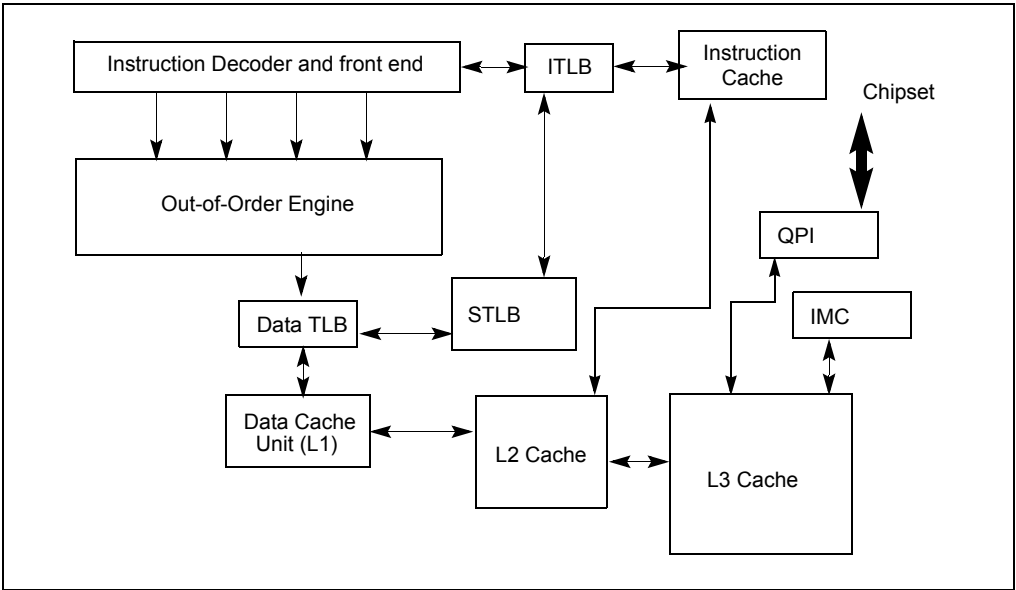 Instruction Decoder and front end
ITLB
Instruction
Cache
Chipset
Out-of-Order Engine
QPI
Data TLB
STLB
IMC
Data Cache
Unit (L1)
L2 Cache
L3 Cache